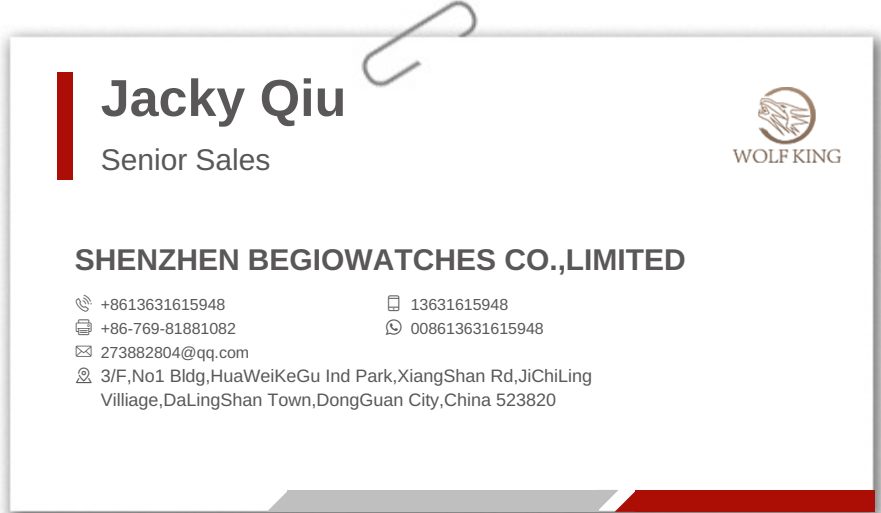 Jacky Qiu
Senior Sales
WOLF KING
SHENZHEN BEGIOWATCHES CO.,LIMITED
+8613631615948
13631615948
+86-769-81881082
008613631615948
273882804@qq.com
3/F,No1 Bldg,HuaWeiKeGu Ind Park,XiangShan Rd,JiChiLing
Villiage,DaLingShan Town,DongGuan City,China 523820